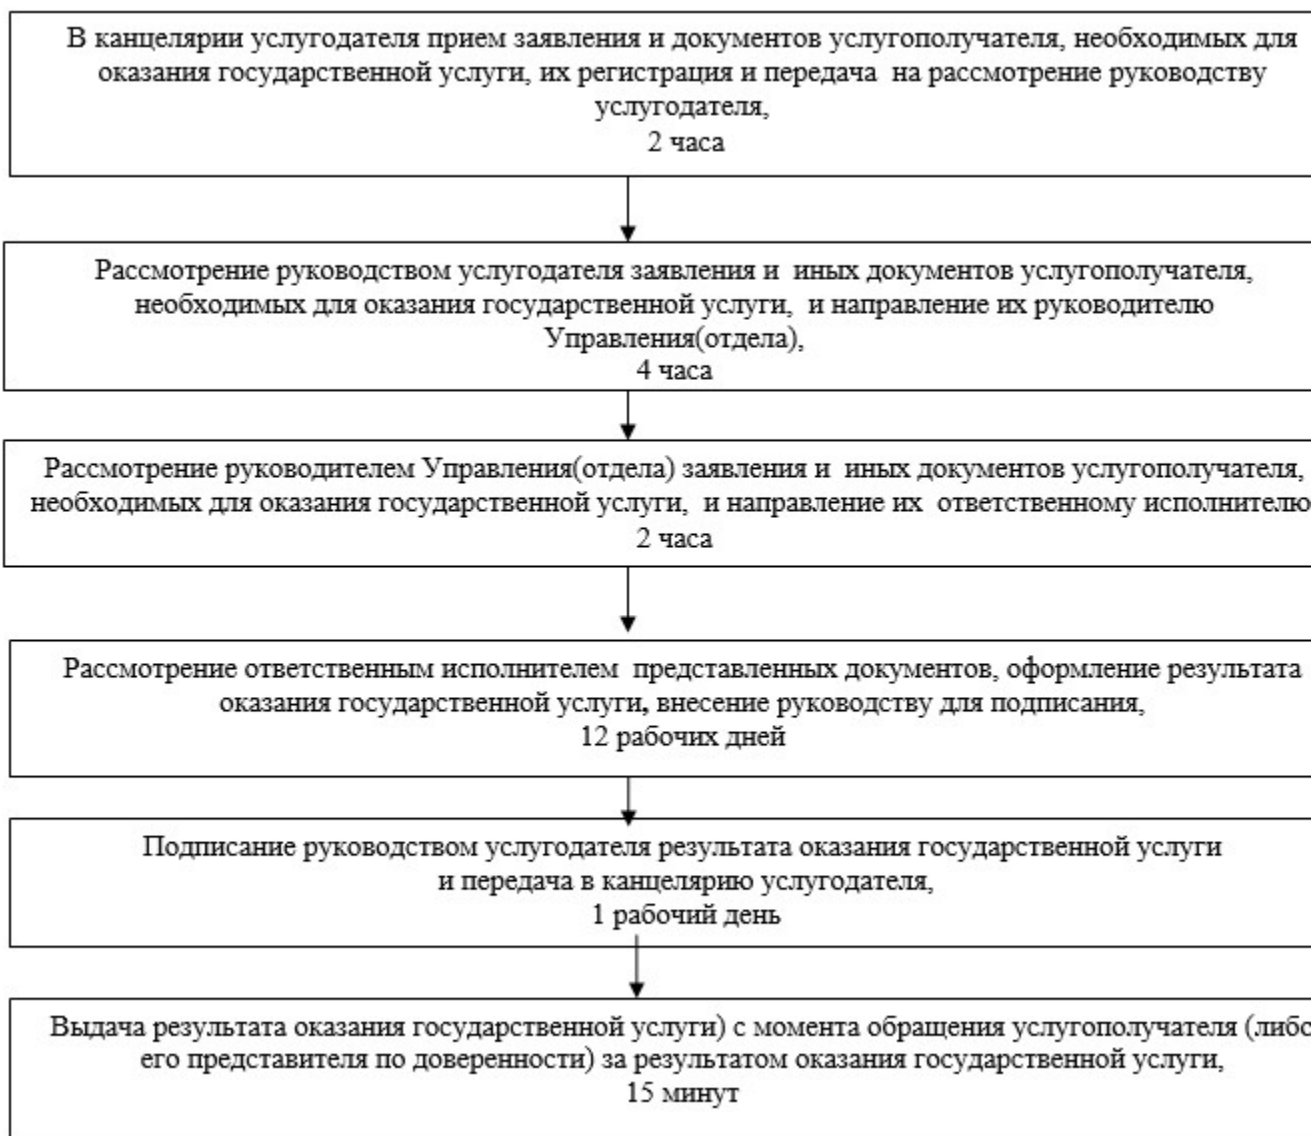 В канцелярии услугодателя прием заявления и документов услугополучателя, необходимых для
оказания государственной услуги, их регистрация и передача на рассмотрение руководству
услугодателя,
2 часа
Рассмотрение руководством услугодателя заявления и иных документов услугополучателя,
необходимых для оказания государственной услуги, и направление их руководителю
Управления(отдела),
4 часа
Рассмотрение руководителем Управления(отдела) заявления и иных документов услугополучателя,
необходимых для оказания государственной услуги, и направление их ответственному исполнителю
2 часа
Рассмотрение ответственным исполнителем представленных документов, оформление результата
оказания государственной услуги, внесение руководству для подписания,
12 рабочих дней
Подписание руководством услугодателя результата оказания государственной услуги
и передача в канцелярию услугодателя,
1 рабочий день
Выдача результата оказания государственной услуги) с момента обращения услугополучателя (либо
его представителя по доверенности) за результатом оказания государственной услуги,
15 минут